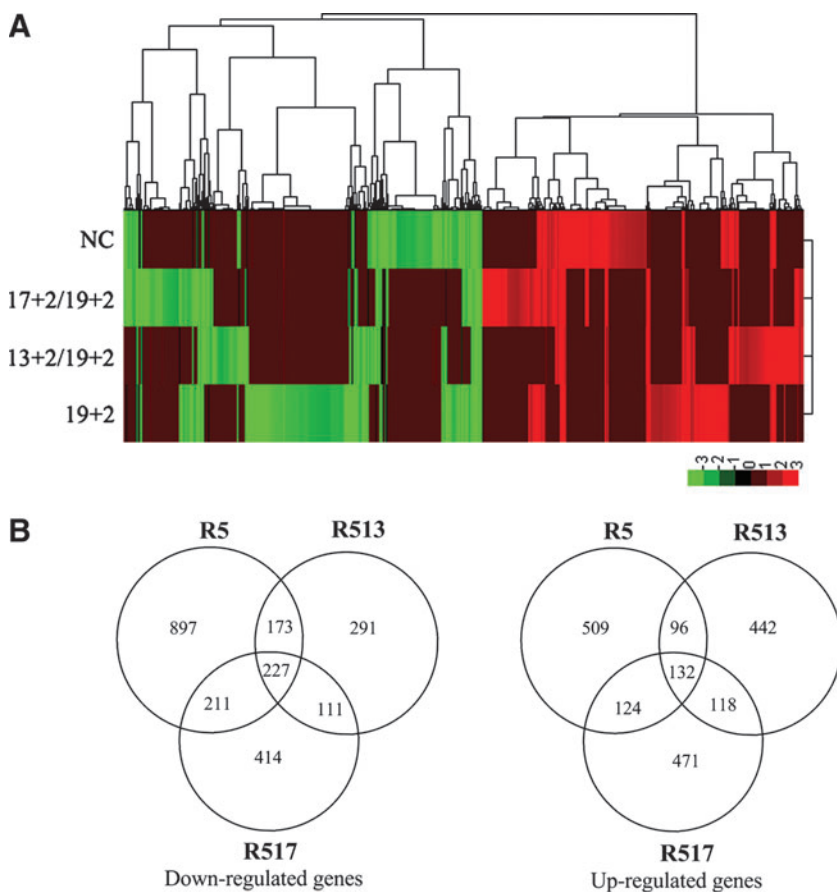 A
NC
17+2/19+2
13+2/19+2
19+2
-3 -2 -1 0 1 2 3
B
R5 R513
897 173 291
227
211 111
414
R517
Down-regulated genes
R5 R513
509 96 442
132
124 118
471
R517
Up-regulated genes